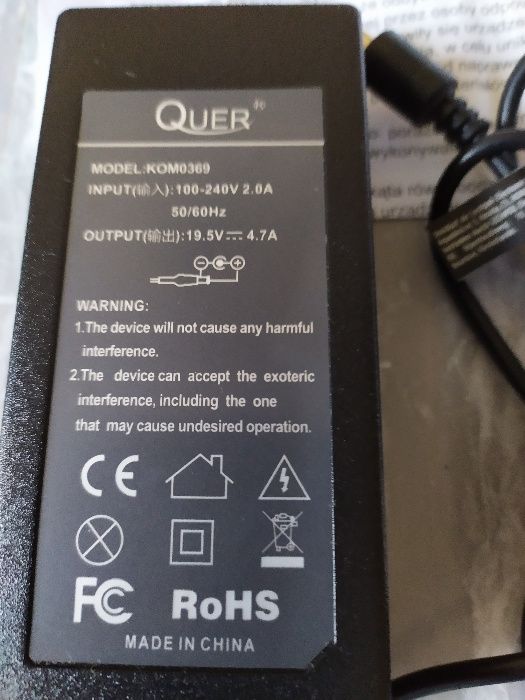 QUER®
MODEL:KOM0369
INPUT(输入):100-240V 2.0A
50/60Hz
OUTPUT(输出):19.5V⎓4.7A
WARNING:
1.The device will not cause any harmful
interference.
2.The device can accept the exoteric
interference, including the one
that may cause undesired operation.
CE
FC
RoHS
MADE IN CHINA